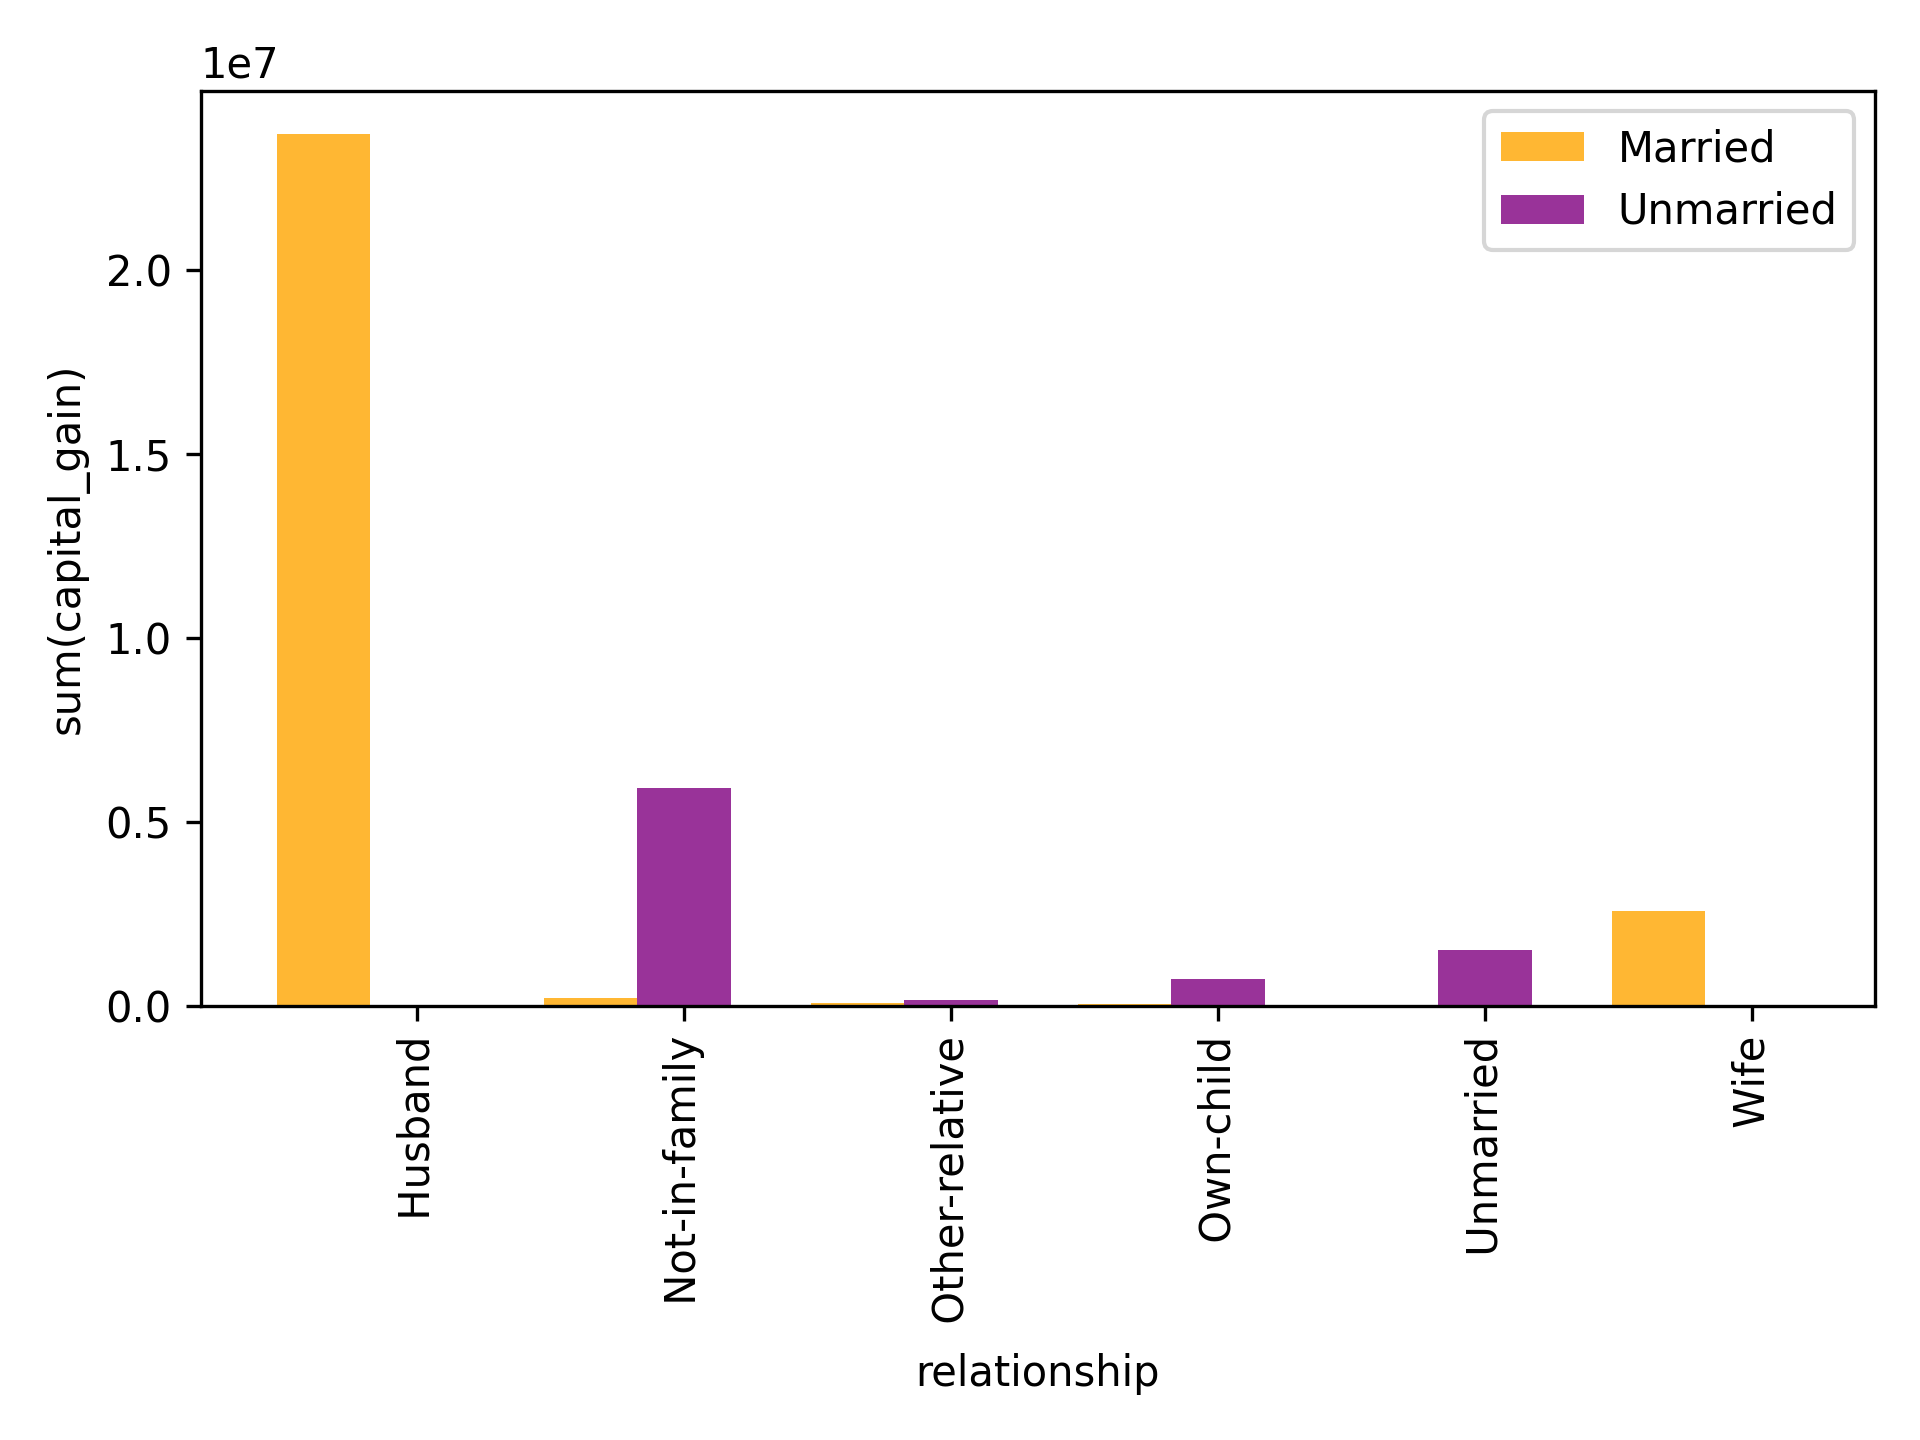 1e7
Married
Unmarried
2.0
1.5
1.0
0.5
0.0
sum(capital_gain)
Husband
Not-in-family
Other-relative
Own-child
Unmarried
Wife
relationship